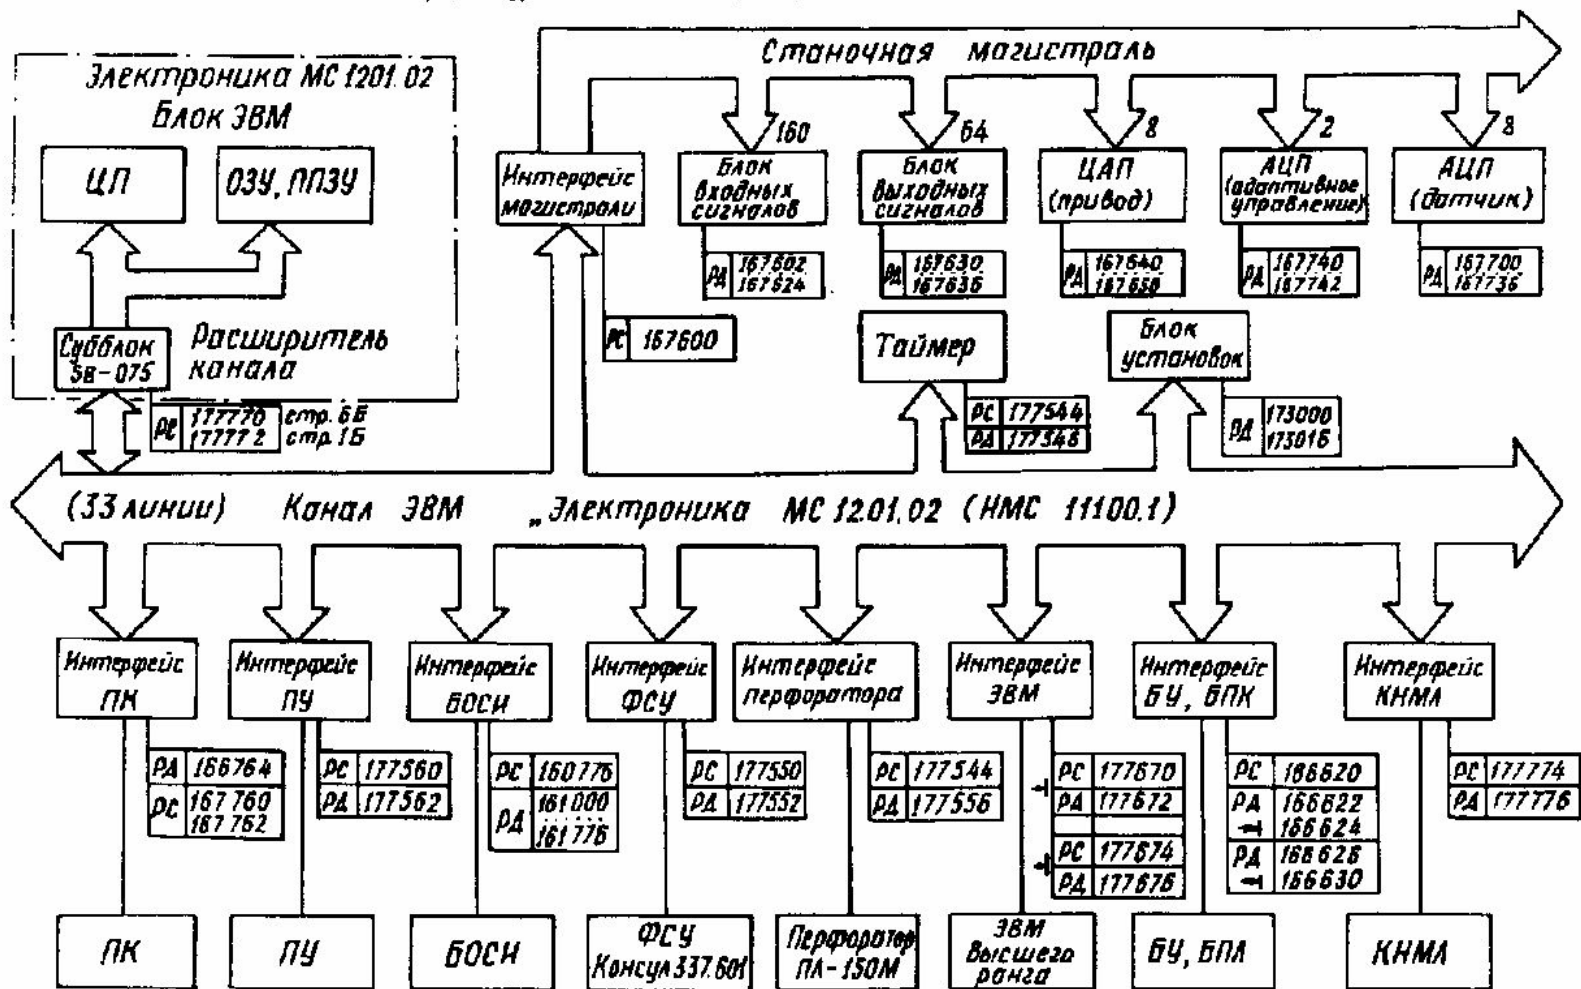 Станочная магистраль
Электроника МС 1201.02
Блок ЭВМ
ЦП
ОЗУ, ППЗУ
Субблок
SB-075
Расширитель
канала
РС 177770 стр. 6Б
177772 стр. 1Б
Интерфейс
магистрали
РС 167600
160
Блок
входных
сигналов
РД 167602
167624
64
Блок
выходных
сигналов
РД 167630
167636
8
ЦАП
(привод)
РД 167640
167656
2
АЦП
(адаптивное
управление)
РД 167740
167742
8
АЦП
(датчик)
РД 167700
167736
Таймер
РС 177544
РД 177546
Блок
установок
РД 173000
173016
(33 линии) Канал ЭВМ „Электроника МС 12.01.02 (НМС 11100.1)
Интерфейс
ПК
РД 166764
РС 167760
167762
ПК
Интерфейс
ПУ
РС 177560
РД 177562
ПУ
Интерфейс
БОСИ
РС 160776
РД 161000
161776
БОСИ
Интерфейс
ФСУ
РС 177550
РД 177552
ФСУ
Консул 337.601
Интерфейс
перфоратора
РС 177544
РД 177556
Перфоратор
ПЛ-150М
Интерфейс
ЭВМ
РС 177670
РД 177672
РС 177674
РД 177676
ЭВМ
Высшего
ранга
Интерфейс
БУ, БПК
РС 166620
РД 166622
166624
РД 166626
166630
БУ, БПЛ
Интерфейс
КНМЛ
РС 177774
РД 177776
КНМЛ